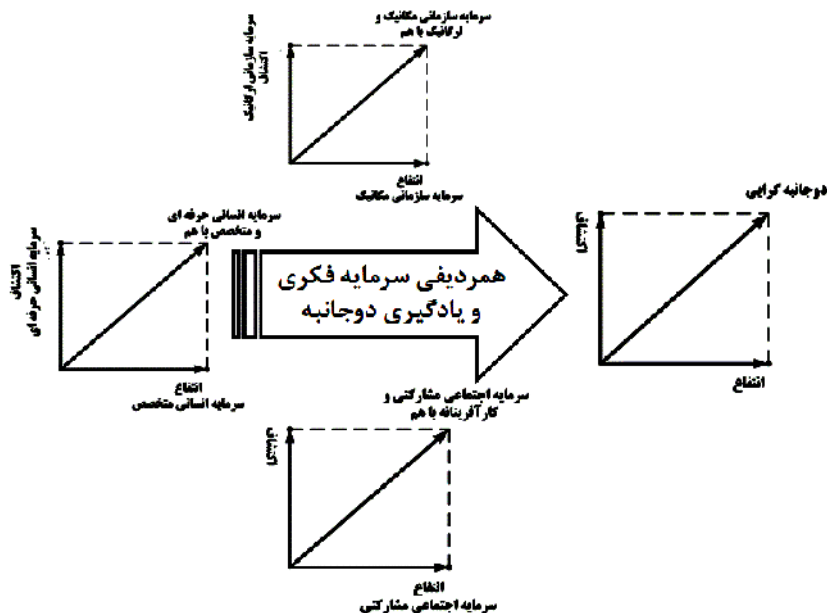 سرمایه سازمانی مکانیک و
ارگانیک با هم
اکتشاف
سرمایه سازمانی ارگانیک
انتفاع
سرمایه سازمانی مکانیک
دوجانبه گرایی
اکتشاف
انتفاع
سرمایه انسانی حرفه ای
و متخصص با هم
اکتشاف
سرمایه انسانی حرفه ای
انتفاع
سرمایه انسانی متخصص
همردیفی سرمایه فکری
و یادگیری دوجانبه
سرمایه اجتماعی مشارکتی و
کارآفرینانه با هم
اکتشاف
انتفاع
سرمایه اجتماعی مشارکتی